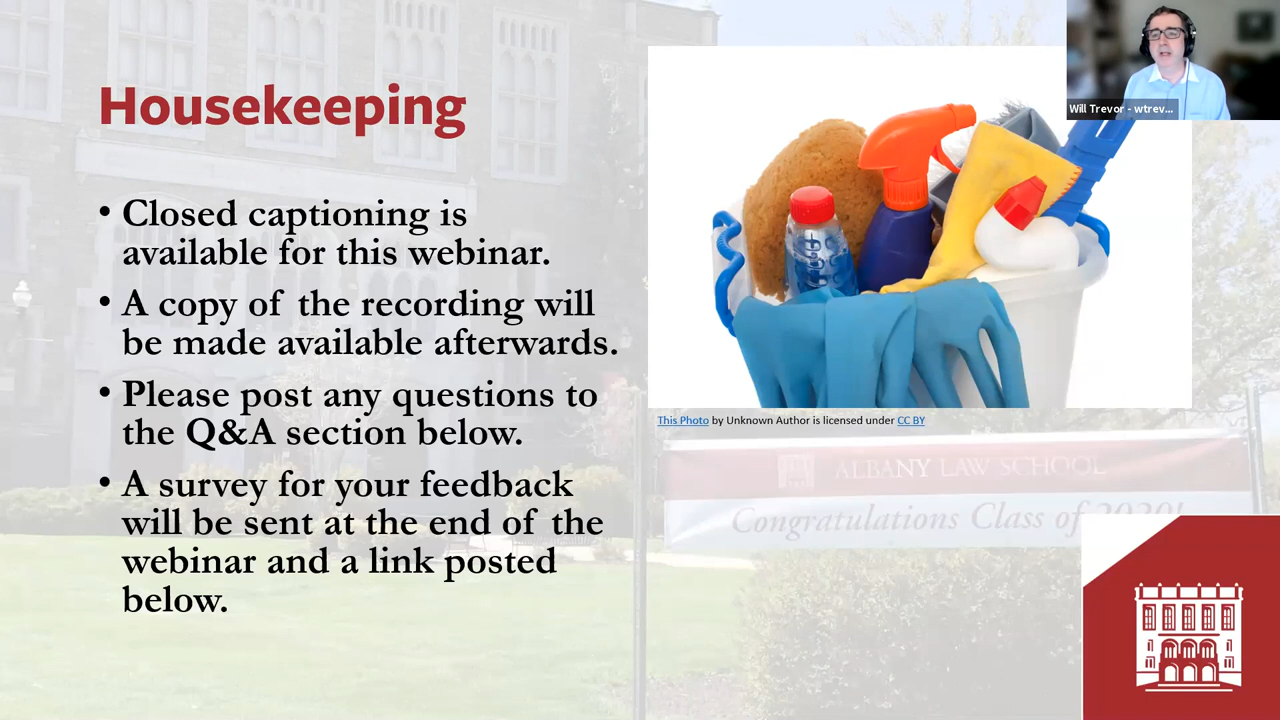 Housekeeping
• Closed captioning is
available for this webinar.
• A copy of the recording will
be made available afterwards.
• Please post any questions to
the Q&A section below.
• A survey for your feedback
will be sent at the end of the
webinar and a link posted
below.
Will Trevor - wtrev...
This Photo by Unknown Author is licensed under CC BY
ALBANY LAW SCHOOL
Congratulations Class of 2020!